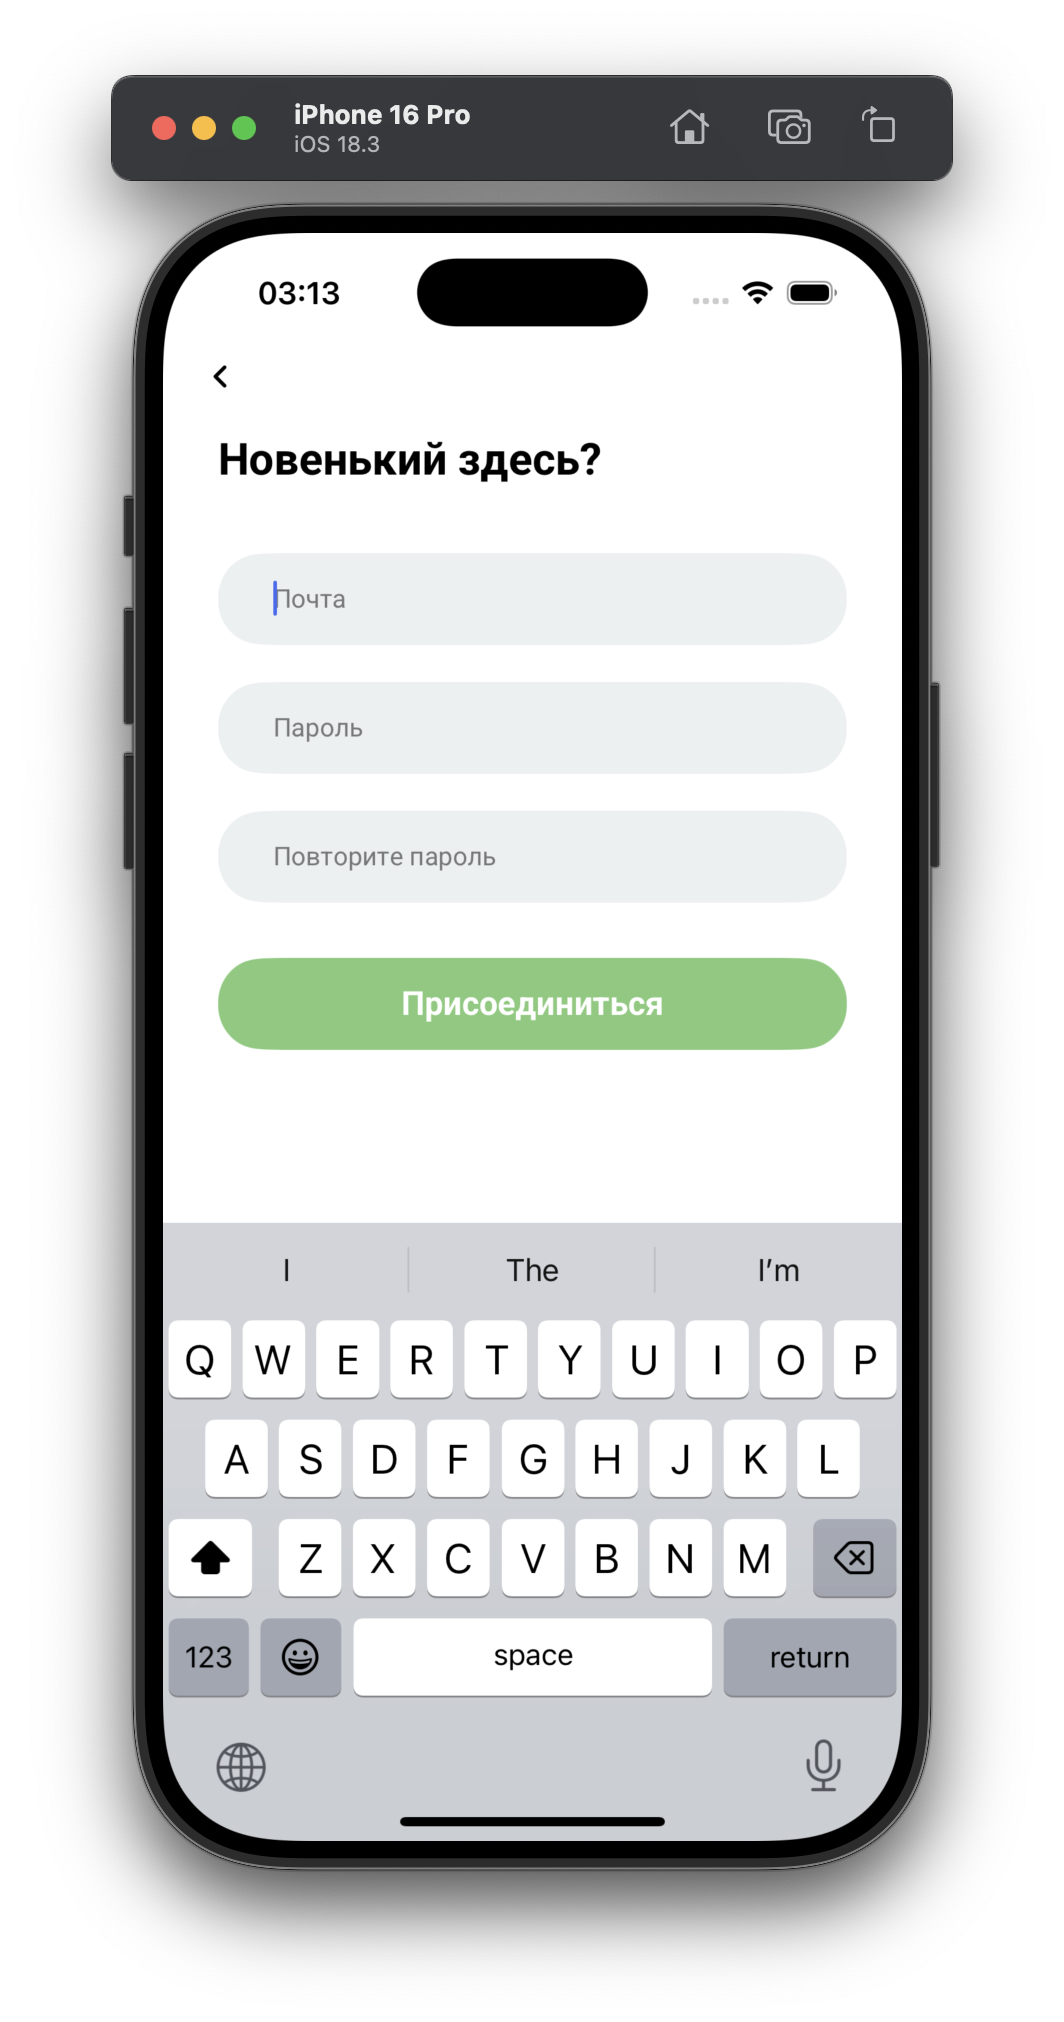 iPhone 16 Pro
iOS 18.3
03:13
Новенький здесь?
Почта
Пароль
Повторите пароль
Присоединиться
I The I’m
Q W E R T Y U I O P
A S D F G H J K L
Z X C V B N M
123 space return